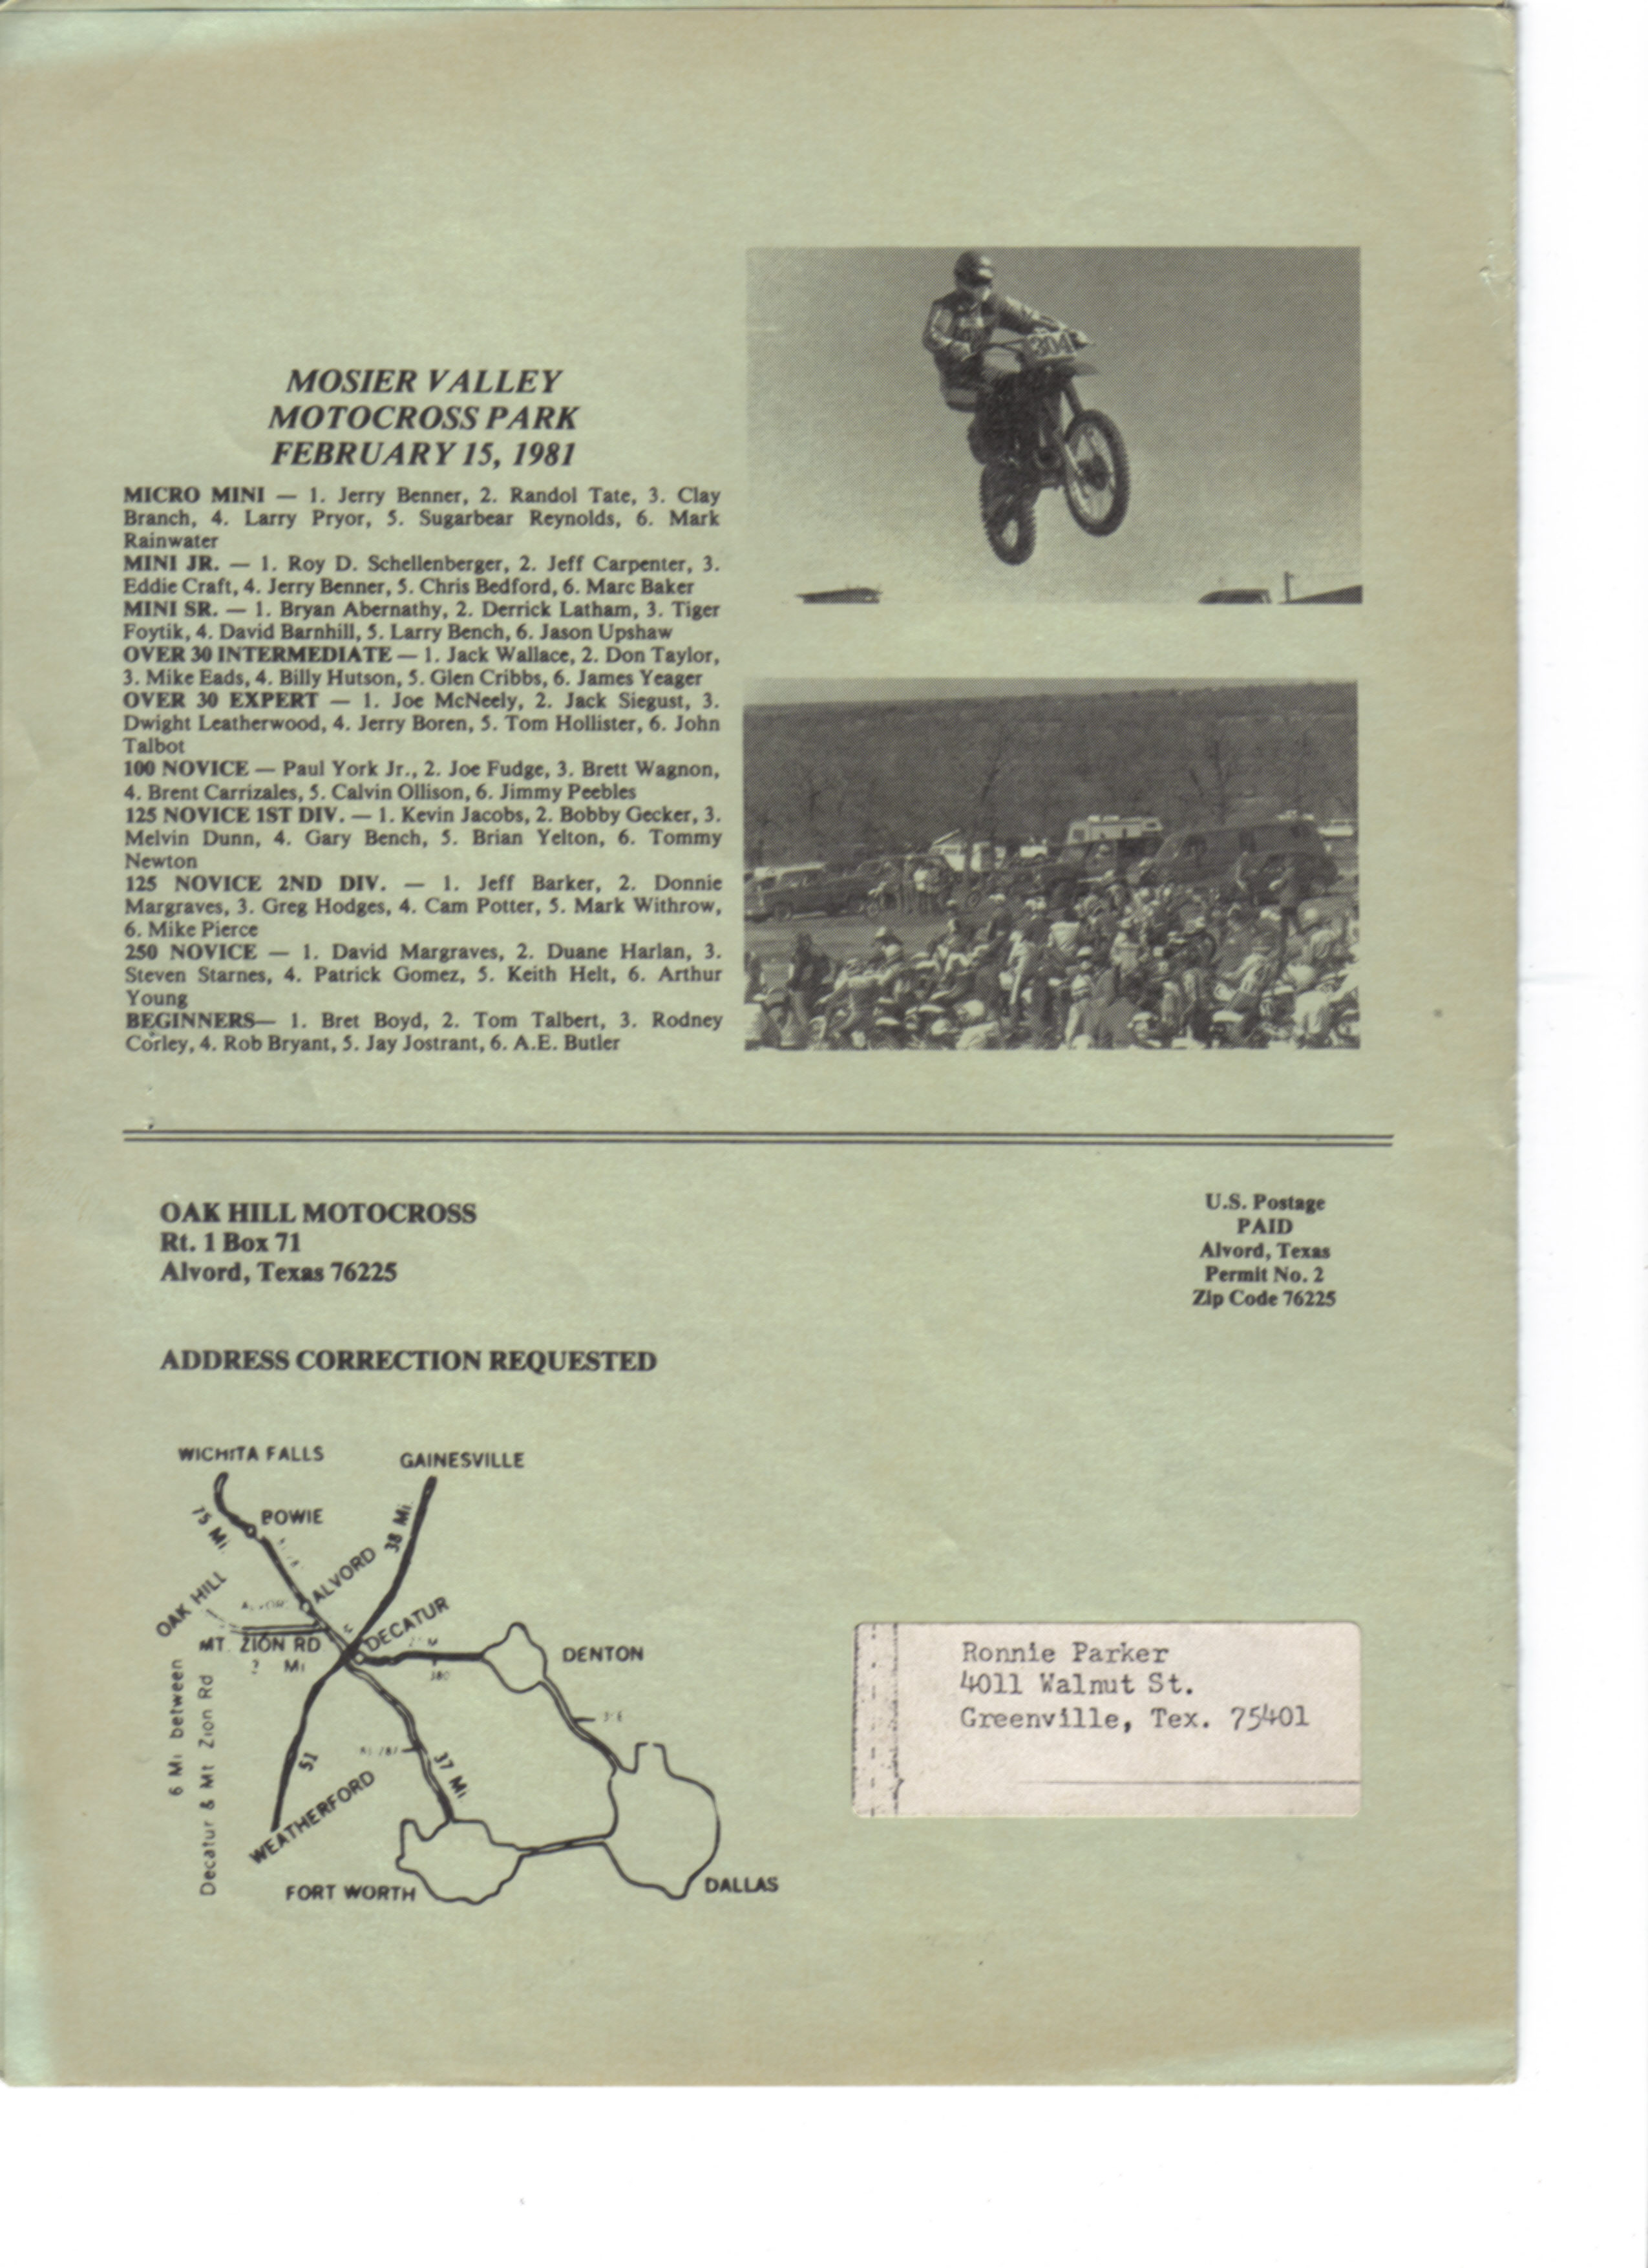 MOSIER VALLEY
MOTOCROSS PARK
FEBRUARY 15, 1981
MICRO MINI — 1. Jerry Benner, 2. Randol Tate, 3. Clay
Branch, 4. Larry Pryor, 5. Sugarbear Reynolds, 6. Mark
Rainwater
MINI JR. — 1. Roy D. Schellenberger, 2. Jeff Carpenter, 3.
Eddie Craft, 4. Jerry Benner, 5. Chris Bedford, 6. Marc Baker
MINI SR. — 1. Bryan Abernathy, 2. Derrick Latham, 3. Tiger
Foytik, 4. David Barnhill, 5. Larry Bench, 6. Jason Upshaw
OVER 30 INTERMEDIATE — 1. Jack Wallace, 2. Don Taylor,
3. Mike Eads, 4. Billy Hutson, 5. Glen Cribbs, 6. James Yeager
OVER 30 EXPERT — 1. Joe McNeely, 2. Jack Siegust, 3.
Dwight Leatherwood, 4. Jerry Boren, 5. Tom Hollister, 6. John
Talbot
100 NOVICE — Paul York Jr., 2. Joe Fudge, 3. Brett Wagnon,
4. Brent Carrizales, 5. Calvin Ollison, 6. Jimmy Peebles
125 NOVICE 1ST DIV. — 1. Kevin Jacobs, 2. Bobby Gecker, 3.
Melvin Dunn, 4. Gary Bench, 5. Brian Yelton, 6. Tommy
Newton
125 NOVICE 2ND DIV. — 1. Jeff Barker, 2. Donnie
Margraves, 3. Greg Hodges, 4. Cam Potter, 5. Mark Withrow,
6. Mike Pierce
250 NOVICE — 1. David Margraves, 2. Duane Harlan, 3.
Steven Starnes, 4. Patrick Gomez, 5. Keith Helt, 6. Arthur
Young
BEGINNERS— 1. Bret Boyd, 2. Tom Talbert, 3. Rodney
Corley, 4. Rob Bryant, 5. Jay Jostrant, 6. A.E. Butler
304
OAK HILL MOTOCROSS
Rt. 1 Box 71
Alvord, Texas 76225
U.S. Postage
PAID
Alvord, Texas
Permit No. 2
Zip Code 76225
ADDRESS CORRECTION REQUESTED
WICHITA FALLS
GAINESVILLE
75 Mi
BOWIE
38 Mi
ALVORD
OAK HILL
DECATUR
MT. ZION RD
Mi
DENTON
380
6 Mi between
Decatur & Mt Zion Rd
51
37 Mi
WEATHERFORD
FORT WORTH
DALLAS
Ronnie Parker
4011 Walnut St.
Greenville, Tex. 75401